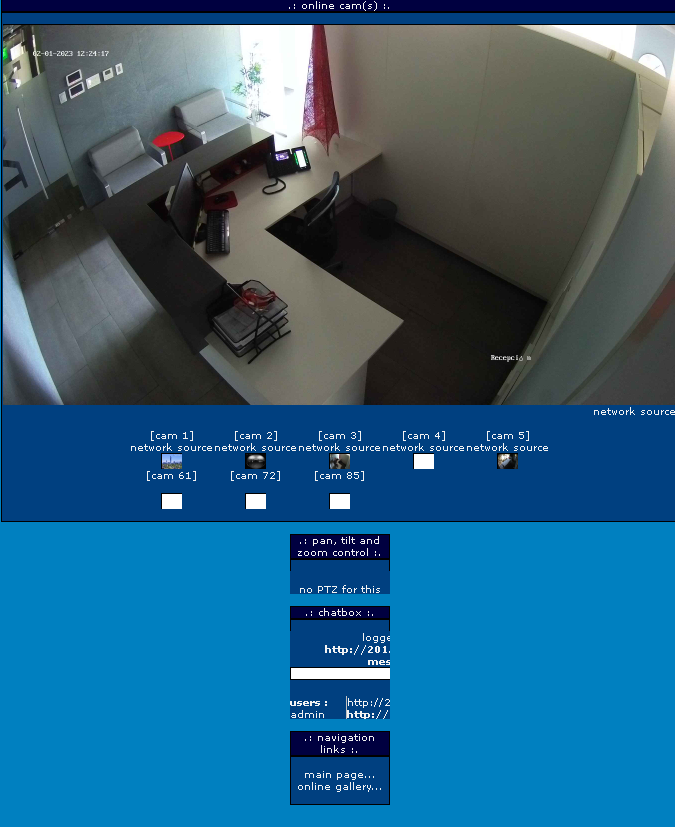 .: online cam(s) :.
62-01-2023 12:24:17
Recepció n
network source
[cam 1] [cam 2] [cam 3] [cam 4] [cam 5]
network source network source network source network source network source
[cam 61] [cam 72] [cam 85]
.: pan, tilt and
zoom control :.
no PTZ for this
.: chatbox :.
logge
http://201.
mes
users : http://2
admin http://
.: navigation
links :.
main page...
online gallery...